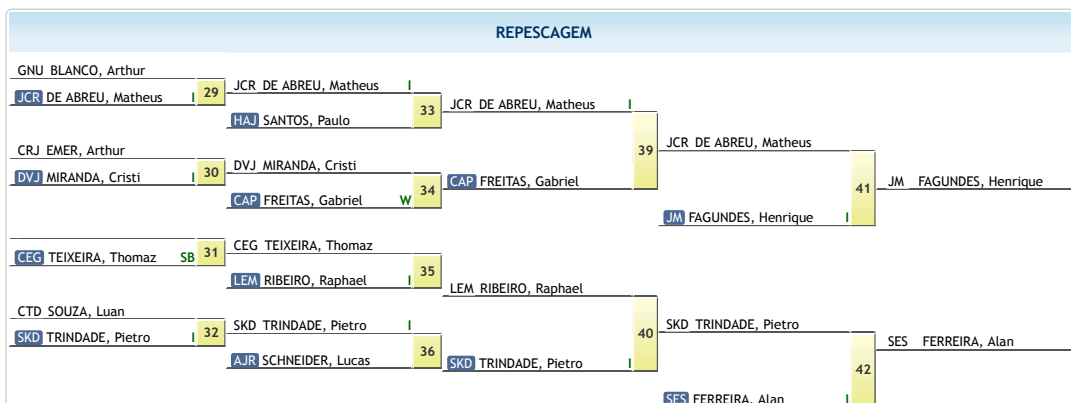 REPESCAGEM
GNU BLANCO, Arthur
JCR DE ABREU, Matheus I
29
JCR DE ABREU, Matheus I
HAJ SANTOS, Paulo
33
JCR DE ABREU, Matheus I
CRJ EMER, Arthur
DVJ MIRANDA, Cristi I
30
DVJ MIRANDA, Cristi
CAP FREITAS, Gabriel W
34
CAP FREITAS, Gabriel
39
JCR DE ABREU, Matheus
JM FAGUNDES, Henrique I
41
JM FAGUNDES, Henrique
CEG TEIXEIRA, Thomaz SB
31
CEG TEIXEIRA, Thomaz
LEM RIBEIRO, Raphael I
35
LEM RIBEIRO, Raphael
CTD SOUZA, Luan
SKD TRINDADE, Pietro I
32
SKD TRINDADE, Pietro I
AJR SCHNEIDER, Lucas
36
SKD TRINDADE, Pietro I
40
SKD TRINDADE, Pietro
SES FERREIRA, Alan I
42
SES FERREIRA, Alan